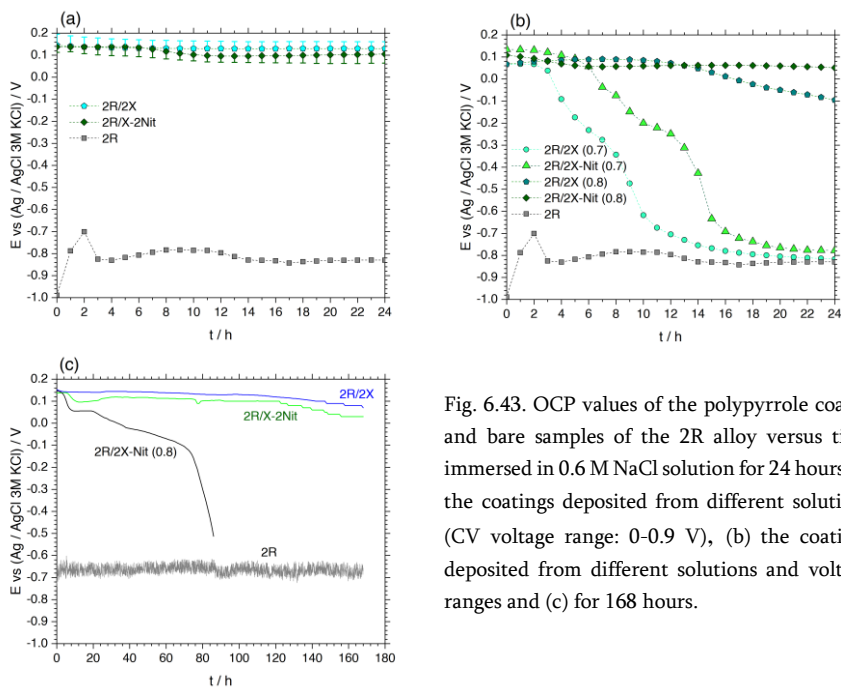 (a)
0.2
0.1
0.0
-0.1
-0.2
-0.3
-0.4
-0.5
-0.6
-0.7
-0.8
-0.9
-1.0
E vs (Ag / AgCl 3M KCl) / V
2R/2X
2R/X-2Nit
2R
0 2 4 6 8 10 12 14 16 18 20 22 24
t / h
(b)
0.2
0.1
0.0
-0.1
-0.2
-0.3
-0.4
-0.5
-0.6
-0.7
-0.8
-0.9
-1.0
E vs (Ag / AgCl 3M KCl) / V
2R/2X (0.7)
2R/2X-Nit (0.7)
2R/2X (0.8)
2R/2X-Nit (0.8)
2R
0 2 4 6 8 10 12 14 16 18 20 22 24
t / h
(c)
0.2
0.1
0.0
-0.1
-0.2
-0.3
-0.4
-0.5
-0.6
-0.7
-0.8
-0.9
-1.0
E vs (Ag / AgCl 3M KCl) / V
2R/2X
2R/X-2Nit
2R/2X-Nit (0.8)
2R
0 20 40 60 80 100 120 140 160 180
t / h
Fig. 6.43. OCP values of the polypyrrole coa
and bare samples of the 2R alloy versus ti
immersed in 0.6 M NaCl solution for 24 hours
the coatings deposited from different soluti
(CV voltage range: 0-0.9 V), (b) the coati
deposited from different solutions and volt
ranges and (c) for 168 hours.